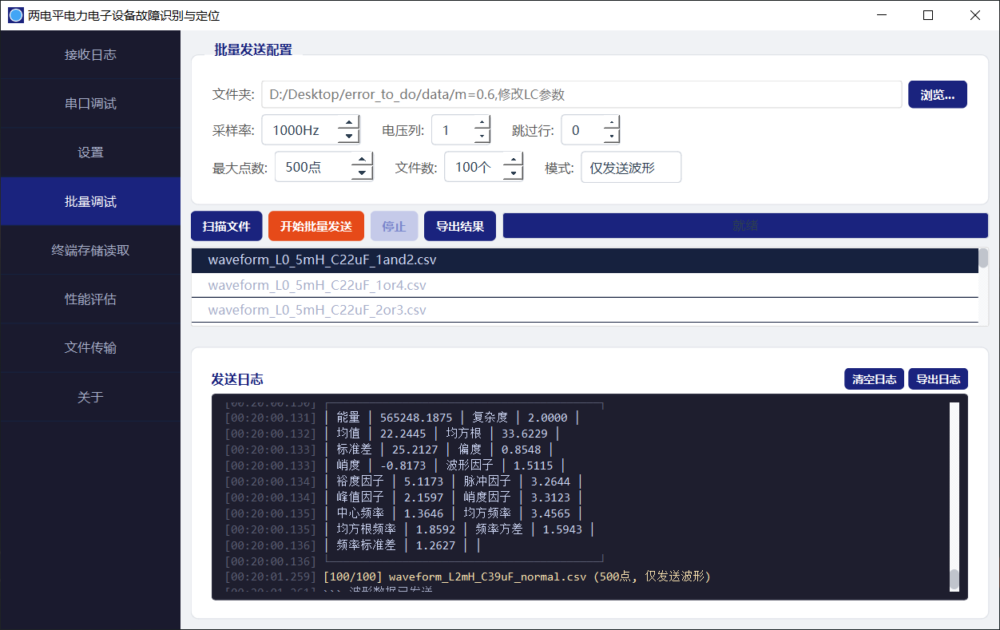 两电平电力电子设备故障识别与定位
接收日志
串口调试
设置
批量调试
终端存储读取
性能评估
文件传输
关于
批量发送配置
文件夹: D:/Desktop/error_to_do/data/m=0.6,修改LC参数 浏览...
采样率: 1000Hz 电压列: 1 跳过行: 0
最大点数: 500点 文件数: 100个 模式: 仅发送波形
扫描文件 开始批量发送 停止 导出结果 就绪
waveform_L0_5mH_C22uF_1and2.csv
waveform_L0_5mH_C22uF_1or4.csv
waveform_L0_5mH_C22uF_2or3.csv
发送日志 清空日志 导出日志
[00:20:00.130]
[00:20:00.131] │ 能量 │ 565248.1875 │ 复杂度 │ 2.0000 │
[00:20:00.132] │ 均值 │ 22.2445 │ 均方根 │ 33.6229 │
[00:20:00.133] │ 标准差 │ 25.2127 │ 偏度 │ 0.8548 │
[00:20:00.133] │ 峭度 │ -0.8173 │ 波形因子 │ 1.5115 │
[00:20:00.134] │ 裕度因子 │ 5.1173 │ 脉冲因子 │ 3.2644 │
[00:20:00.134] │ 峰值因子 │ 2.1597 │ 峭度因子 │ 3.3123 │
[00:20:00.135] │ 中心频率 │ 1.3646 │ 均方频率 │ 3.4565 │
[00:20:00.135] │ 均方根频率 │ 1.8592 │ 频率方差 │ 1.5943 │
[00:20:00.136] │ 频率标准差 │ 1.2627 │ │
[00:20:00.136]
[00:20:01.259] [100/100] waveform_L2mH_C39uF_normal.csv (500点, 仅发送波形)
[00:20:01.261] >>> 波形数据已发送